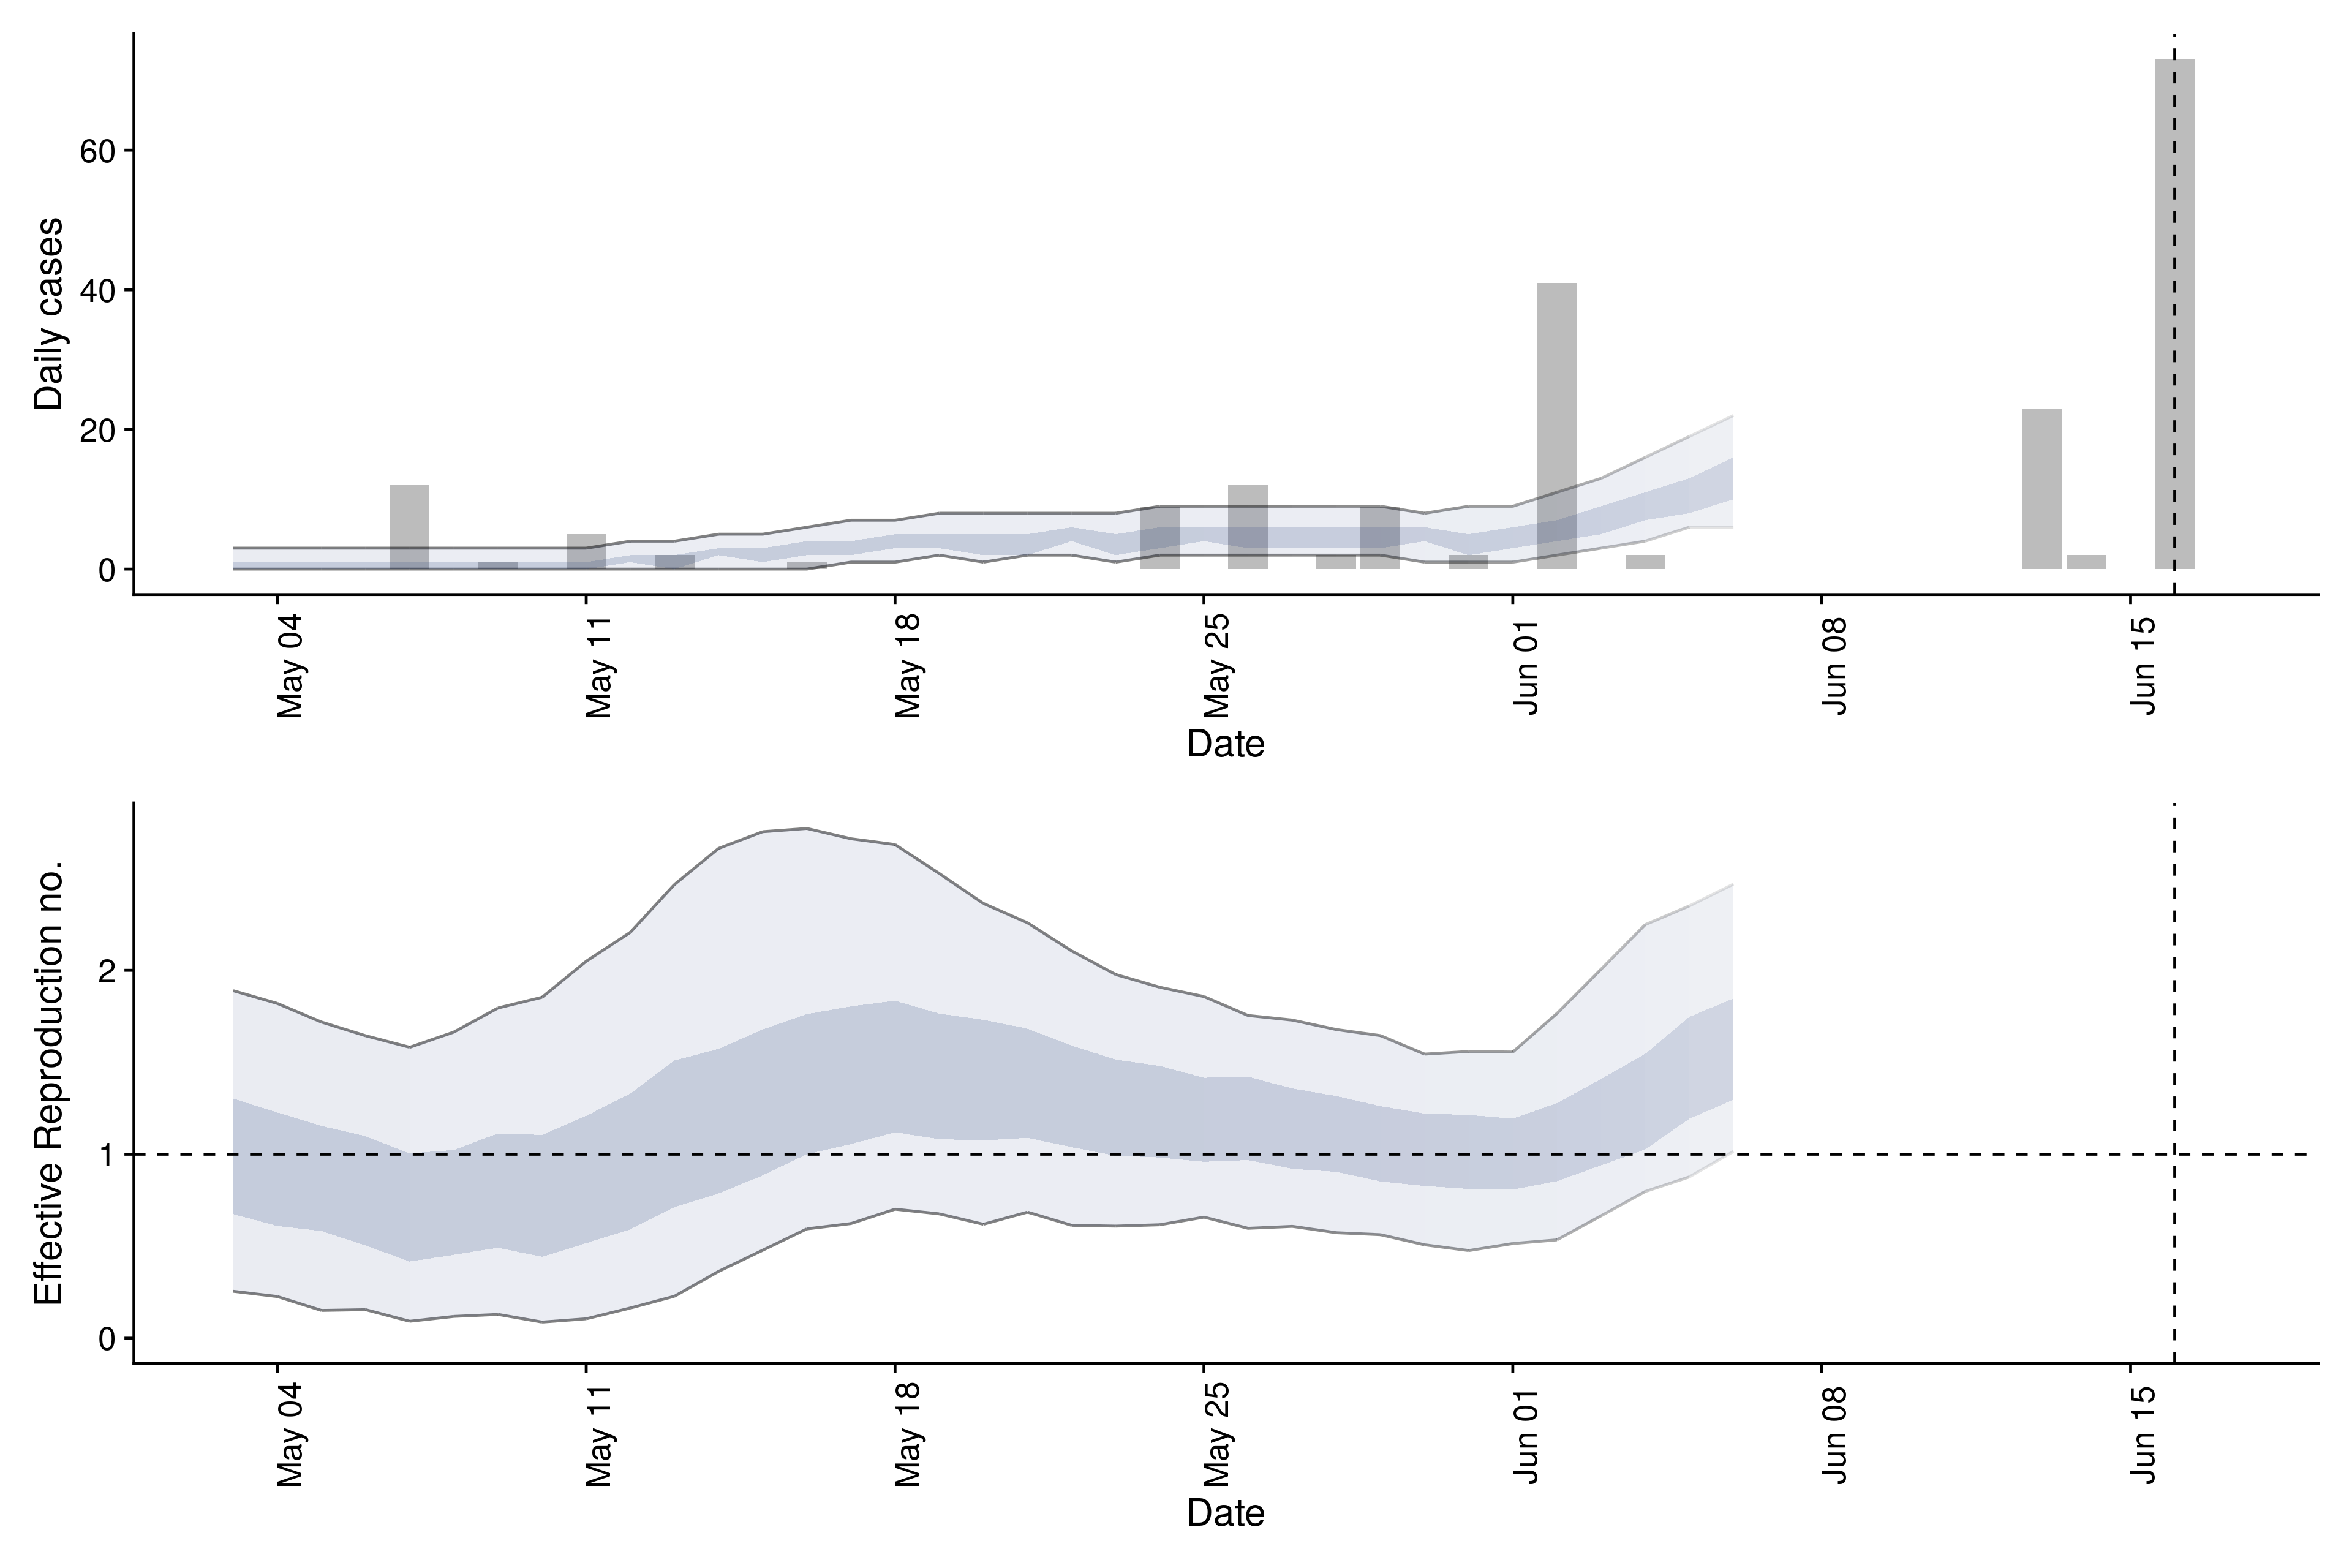 Daily cases
60
40
20
0
May 04
May 11
May 18
May 25
Jun 01
Jun 08
Jun 15
Date
Effective Reproduction no.
2
1
0
May 04
May 11
May 18
May 25
Jun 01
Jun 08
Jun 15
Date